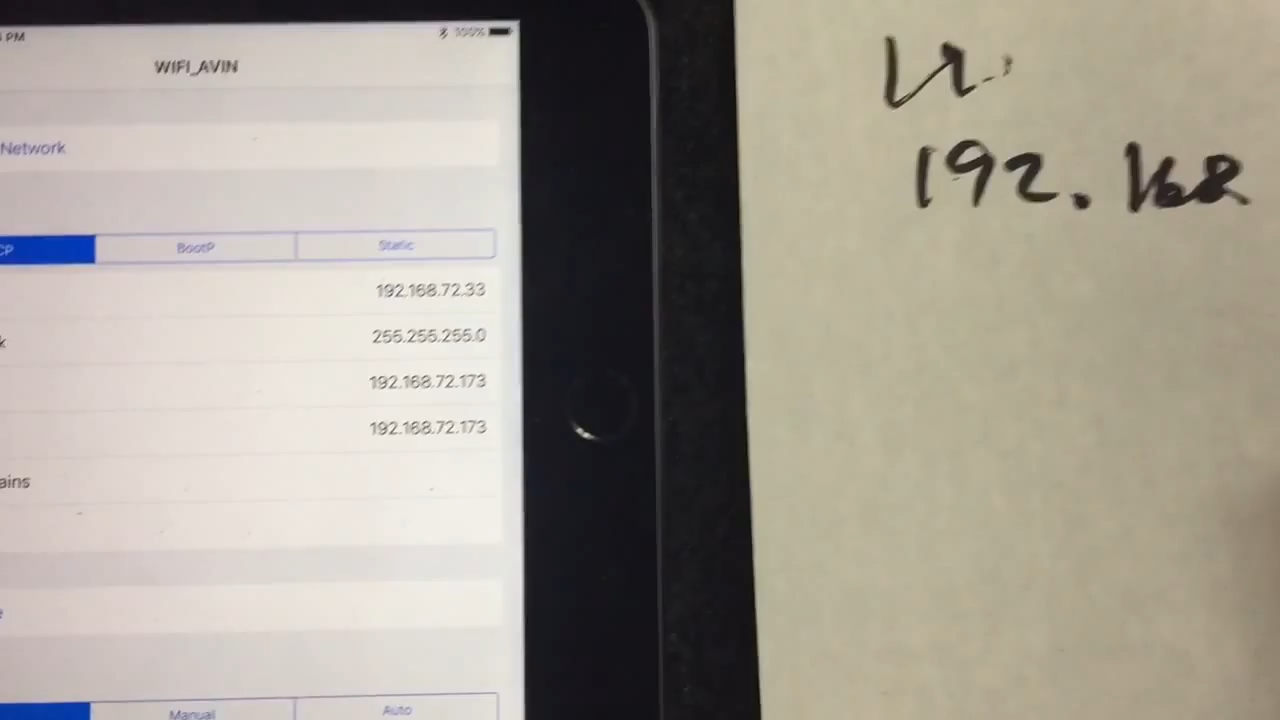 PM 100%
WIFI_AVIN
Network
CP BootP Static
192.168.72.33
k 255.255.255.0
192.168.72.173
192.168.72.173
ains
e
Manual Auto
192.168